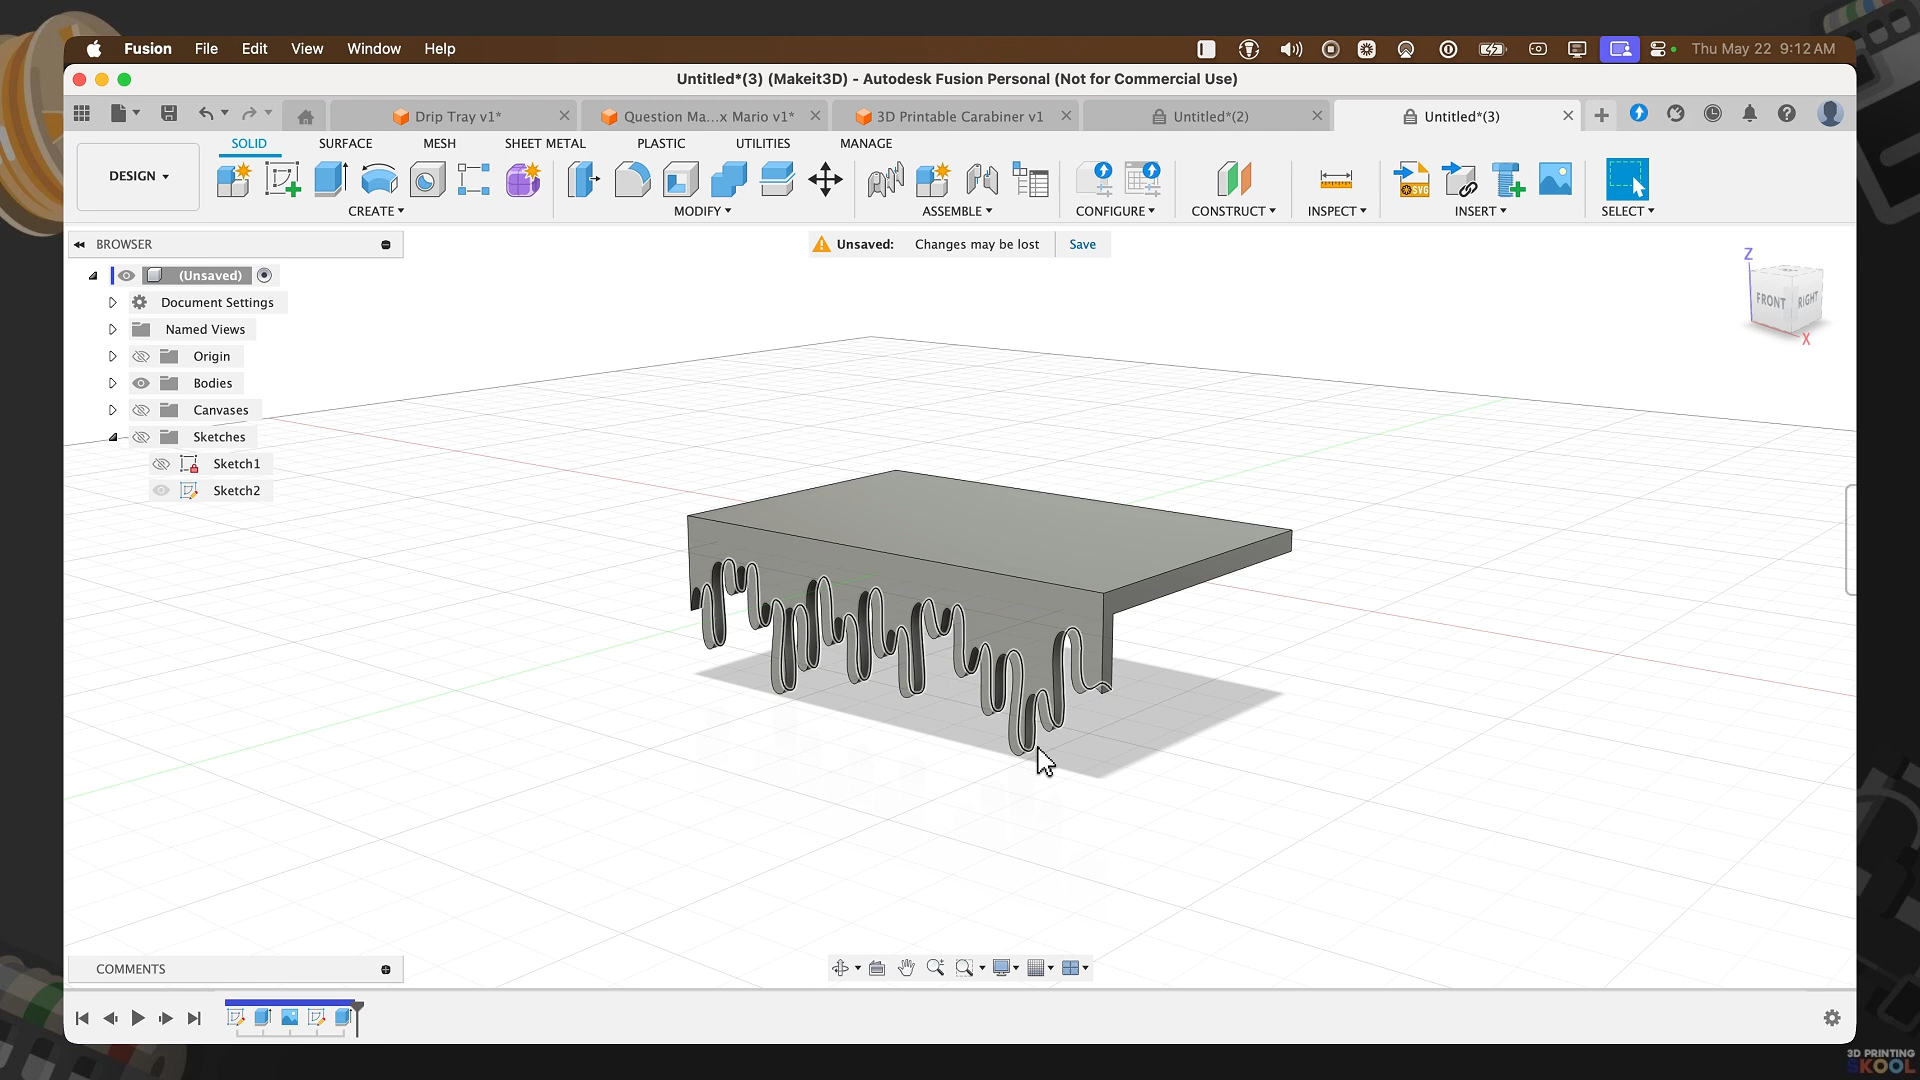 Fusion File Edit View Window Help Thu May 22 9:12 AM
Untitled*(3) (Makeit3D) - Autodesk Fusion Personal (Not for Commercial Use)
Drip Tray v1* Question Ma...x Mario v1* 3D Printable Carabiner v1 Untitled*(2) Untitled*(3)
SOLID SURFACE MESH SHEET METAL PLASTIC UTILITIES MANAGE
DESIGN
SVG
CREATE MODIFY ASSEMBLE CONFIGURE CONSTRUCT INSPECT INSERT SELECT
BROWSER
Unsaved: Changes may be lost Save
(Unsaved)
Document Settings
Named Views
Origin
Bodies
Canvases
Sketches
Sketch1
Sketch2
Z
FRONT RIGHT
X
COMMENTS
3D PRINTING
SKOOL